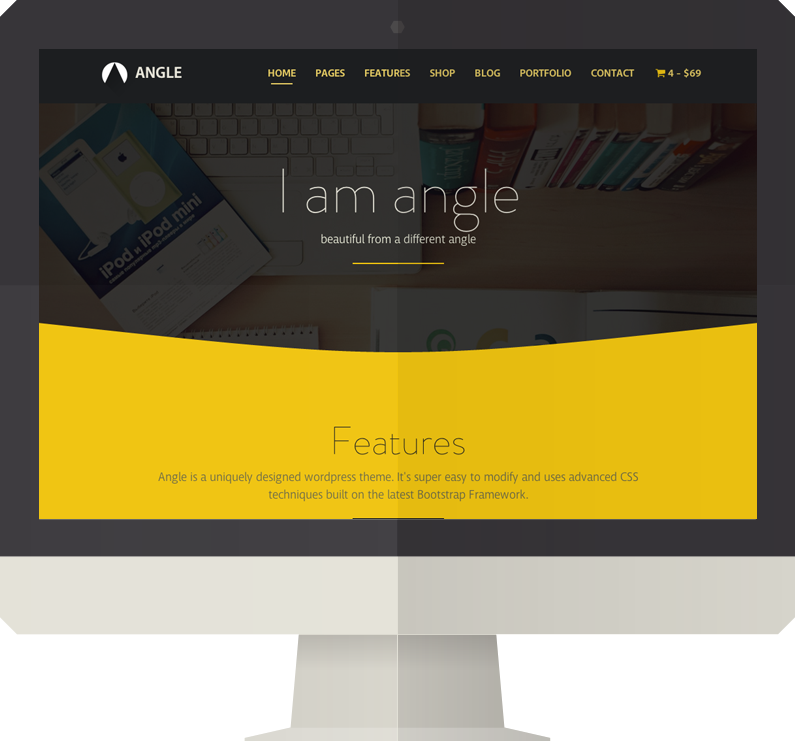 ANGLE
HOME PAGES FEATURES SHOP BLOG PORTFOLIO CONTACT 4 - $69
I am angle
beautiful from a different angle
iPod × iPod mini
Features
Angle is a uniquely designed wordpress theme. It's super easy to modify and uses advanced CSS
techniques built on the latest Bootstrap Framework.